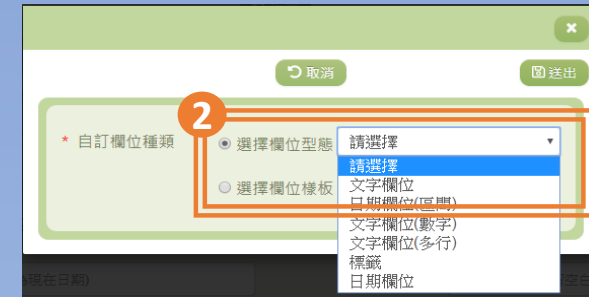 ×
取消
送出
2
* 自訂欄位種類
選擇欄位型態
請選擇
請選擇
選擇欄位樣板
文字欄位
日期欄位(區間)
文字欄位(數字)
文字欄位(多行)
標籤
日期欄位
現在日期)
空白